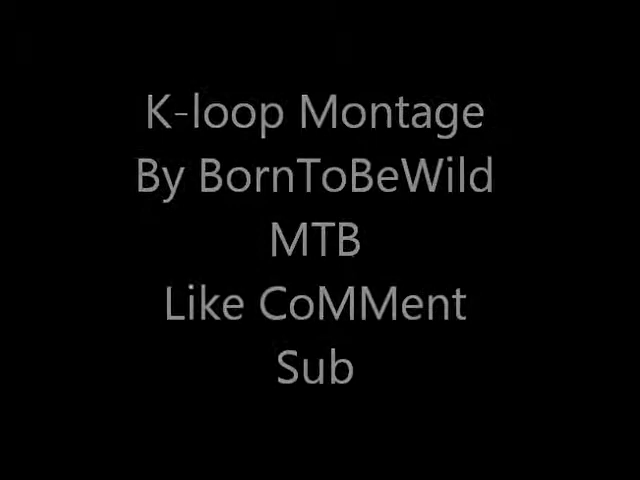 K-loop Montage
By BornToBeWild
MTB
Like CoMMent
Sub